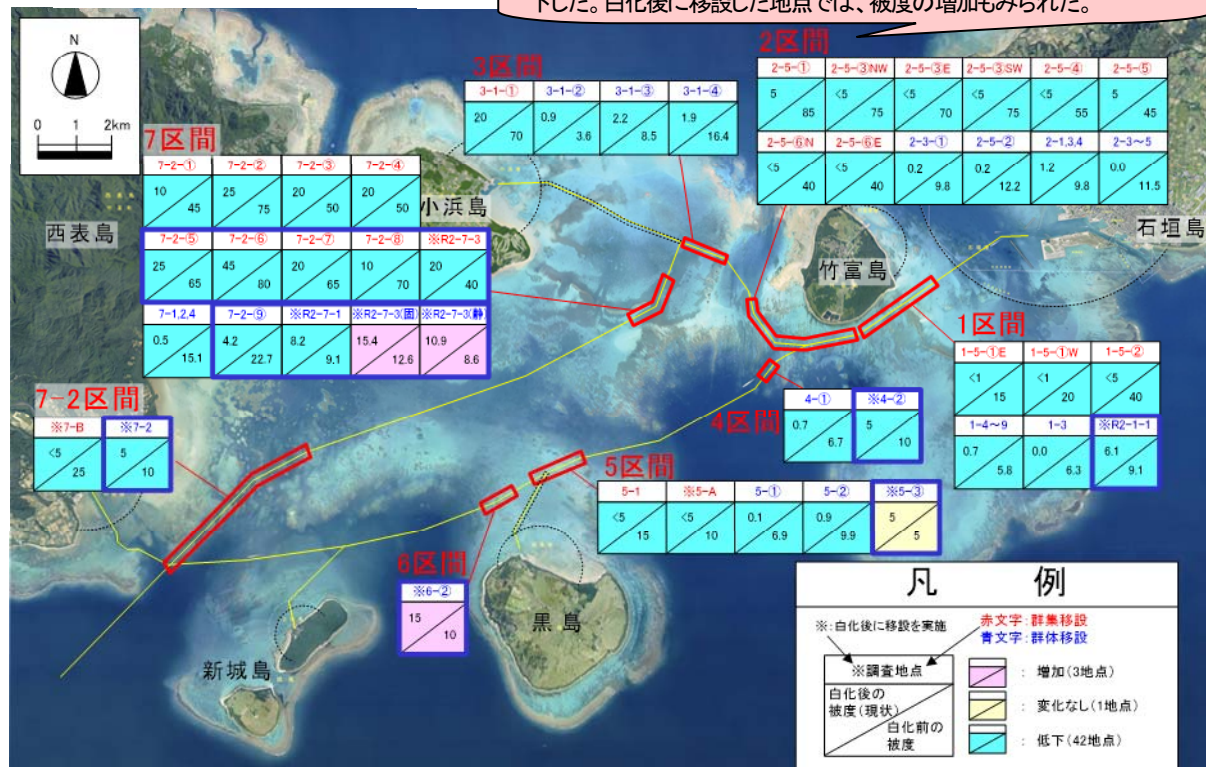 下した。白化後に移設した地点では、被度の増加もみられた。
N
0 1 2km
2区間
2-5-① 2-5-③NW 2-5-③E 2-5-③SW 2-5-④ 2-5-⑤
5 <5 <5 <5 <5 5
85 75 70 75 55 45
2-5-⑥N 2-5-⑥E 2-3-① 2-5-② 2-1,3,4 2-3~5
<5 <5 0.2 0.2 1.2 0.0
40 40 9.8 12.2 9.8 11.5
3区間
3-1-① 3-1-② 3-1-③ 3-1-④
20 0.9 2.2 1.9
70 3.6 8.5 16.4
7区間
7-2-① 7-2-② 7-2-③ 7-2-④
10 25 20 20
45 75 50 50
7-2-⑤ 7-2-⑥ 7-2-⑦ 7-2-⑧ ※R2-7-3
25 45 20 10 20
65 80 65 70 40
7-1,2,4 7-2-⑨ ※R2-7-1 ※R2-7-3(固) ※R2-7-3(静)
0.5 4.2 8.2 15.4 10.9
15.1 22.7 9.1 12.6 8.6
小浜島
西表島
竹富島
石垣島
1区間
1-5-①E 1-5-①W 1-5-②
<1 <1 <5
15 20 40
1-4~9 1-3 ※R2-1-1
0.7 0.0 6.1
5.8 6.3 9.1
7-2区間
※7-B ※7-2
<5 5
25 10
4区間
4-① ※4-②
0.7 5
6.7 10
5区間
5-1 ※5-A 5-① 5-② ※5-③
<5 <5 0.1 0.9 5
15 10 6.9 9.9 5
6区間
※6-②
15
10
黒島
新城島
凡 例
※:白化後に移設を実施
赤文字:群集移設
青文字:群体移設
※調査地点
白化後の
被度(現状)
白化前の
被度
: 増加(3地点)
: 変化なし(1地点)
: 低下(42地点)